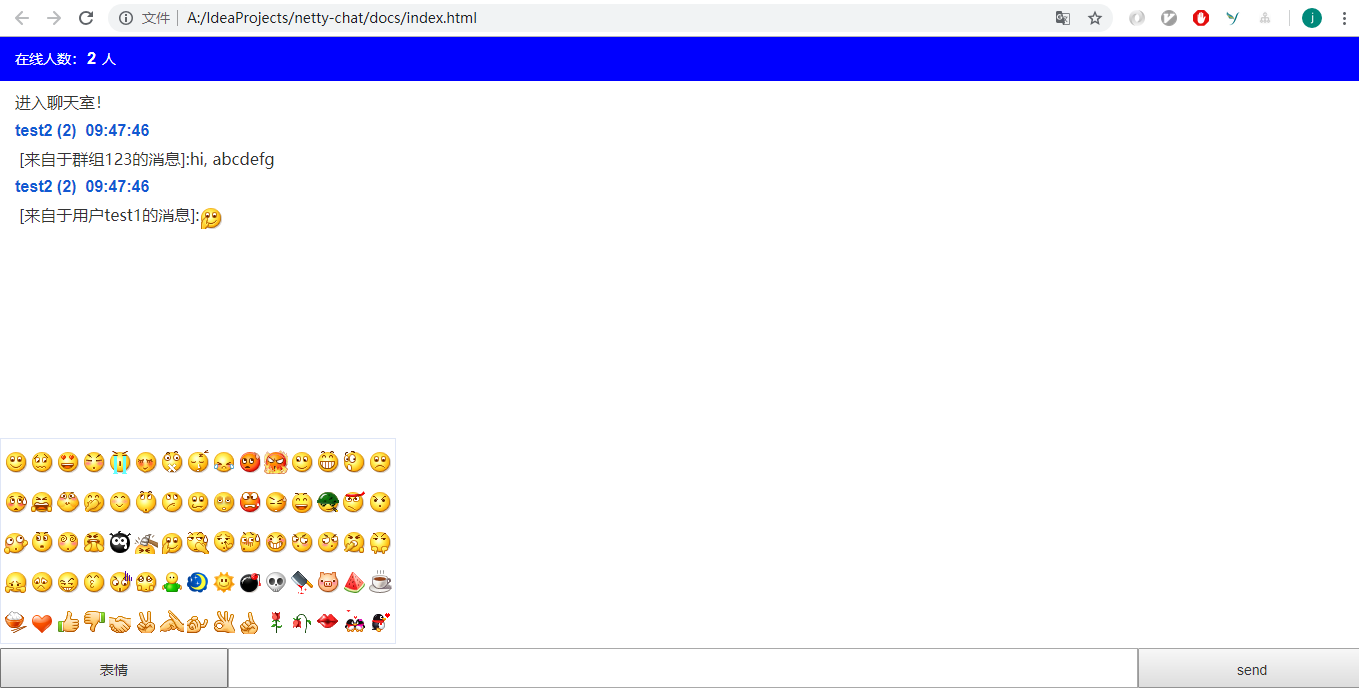 文件 A:/IdeaProjects/netty-chat/docs/index.html j
在线人数: 2 人
进入聊天室!
test2 (2) 09:47:46
[来自于群组123的消息]:hi, abcdefg
test2 (2) 09:47:46
[来自于用户test1的消息]:
表情 send